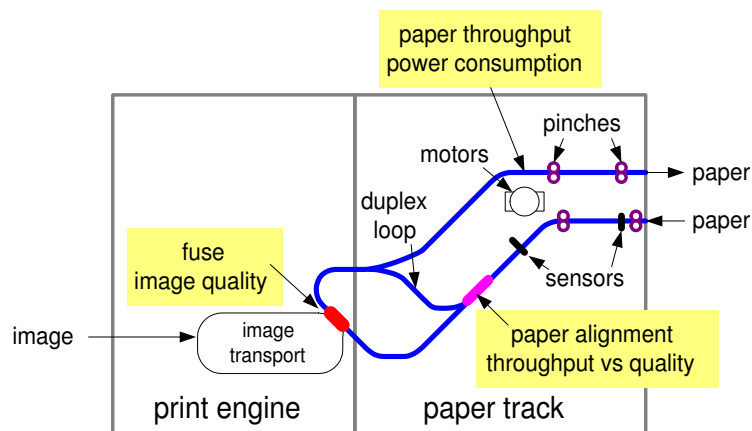 paper throughput
power consumption
pinches
motors
paper
duplex
loop
paper
fuse
image quality
sensors
image
image
transport
paper alignment
throughput vs quality
print engine
paper track